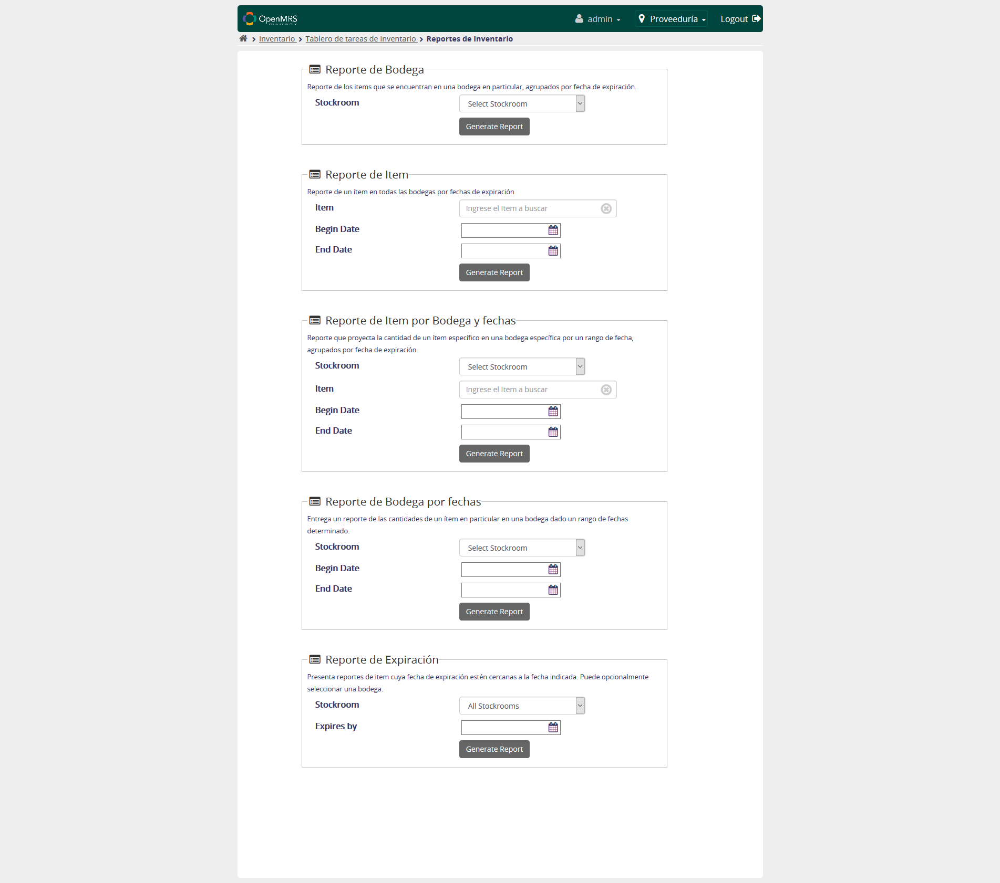 OpenMRS
admin
Proveeduría
Logout
Inventario
Tablero de tareas de Inventario
Reportes de Inventario
Reporte de Bodega
Reporte de los items que se encuentran en una bodega en particular, agrupados por fecha de expiración.
Stockroom
Select Stockroom
Generate Report
Reporte de Item
Reporte de un ítem en todas las bodegas por fechas de expiración
Item
Ingrese el Item a buscar
Begin Date
End Date
Generate Report
Reporte de Item por Bodega y fechas
Reporte que proyecta la cantidad de un ítem específico en una bodega específica por un rango de fecha,
agrupados por fecha de expiración.
Stockroom
Select Stockroom
Item
Ingrese el Item a buscar
Begin Date
End Date
Generate Report
Reporte de Bodega por fechas
Entrega un reporte de las cantidades de un ítem en particular en una bodega dado un rango de fechas
determinado.
Stockroom
Select Stockroom
Begin Date
End Date
Generate Report
Reporte de Expiración
Presenta reportes de item cuya fecha de expiración estén cercanas a la fecha indicada. Puede opcionalmente
seleccionar una bodega.
Stockroom
All Stockrooms
Expires by
Generate Report